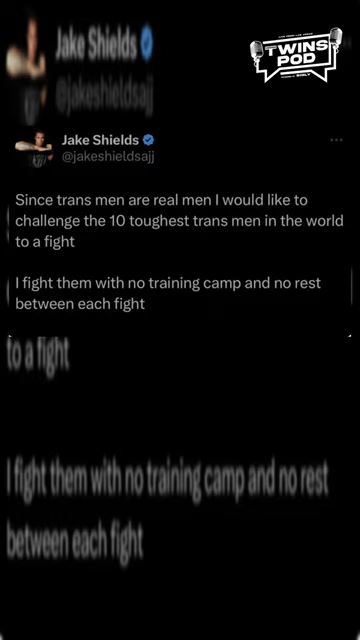 Jake Shields
@jakeshieldsajj
TWINS
POD
Jake Shields
@jakeshieldsajj
Since trans men are real men I would like to
challenge the 10 toughest trans men in the world
to a fight
I fight them with no training camp and no rest
between each fight
to a fight
I fight them with no training camp and no rest
between each fight